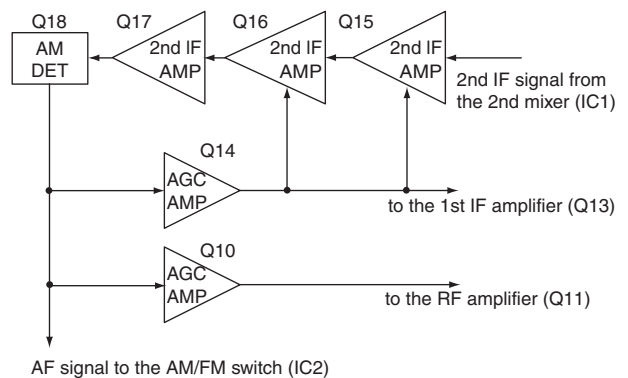 Q18
Q17
Q16
Q15
AM
DET
2nd IF
AMP
2nd IF
AMP
2nd IF
AMP
2nd IF signal from
the 2nd mixer (IC1)
Q14
AGC
AMP
to the 1st IF amplifier (Q13)
Q10
AGC
AMP
to the RF amplifier (Q11)
AF signal to the AM/FM switch (IC2)